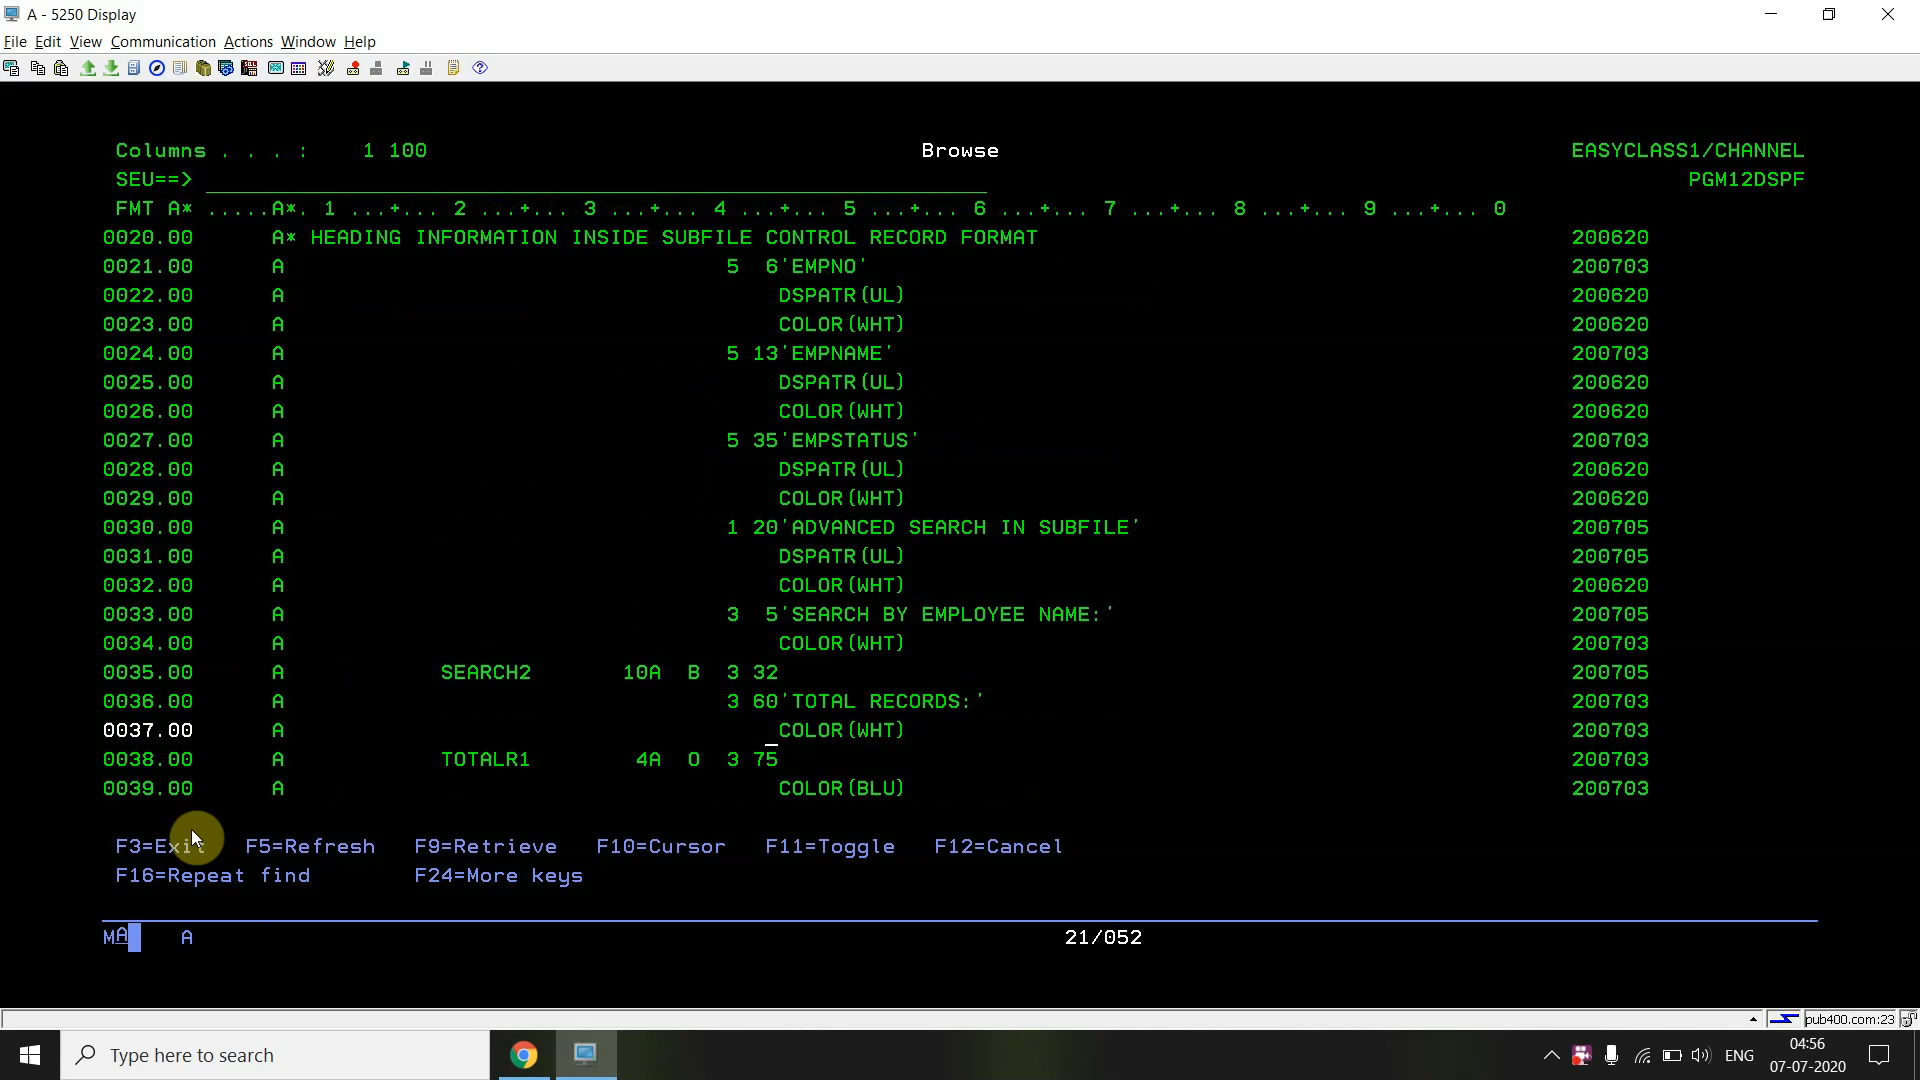 A - 5250 Display
File Edit View Communication Actions Window Help
Columns . . . : 1 100 Browse EASYCLASS1/CHANNEL
SEU==> PGM12DSPF
FMT A* .....A*. 1 ...+... 2 ...+... 3 ...+... 4 ...+... 5 ...+... 6 ...+... 7 ...+... 8 ...+... 9 ...+... 0
0020.00 A* HEADING INFORMATION INSIDE SUBFILE CONTROL RECORD FORMAT 200620
0021.00 A 5 6'EMPNO' 200703
0022.00 A DSPATR(UL) 200620
0023.00 A COLOR(WHT) 200620
0024.00 A 5 13'EMPNAME' 200703
0025.00 A DSPATR(UL) 200620
0026.00 A COLOR(WHT) 200620
0027.00 A 5 35'EMPSTATUS' 200703
0028.00 A DSPATR(UL) 200620
0029.00 A COLOR(WHT) 200620
0030.00 A 1 20'ADVANCED SEARCH IN SUBFILE' 200705
0031.00 A DSPATR(UL) 200705
0032.00 A COLOR(WHT) 200620
0033.00 A 3 5'SEARCH BY EMPLOYEE NAME:' 200705
0034.00 A COLOR(WHT) 200703
0035.00 A SEARCH2 10A B 3 32 200705
0036.00 A 3 60'TOTAL RECORDS:' 200703
0037.00 A COLOR(WHT) 200703
0038.00 A TOTALR1 4A O 3 75 200703
0039.00 A COLOR(BLU) 200703
F3=Exit F5=Refresh F9=Retrieve F10=Cursor F11=Toggle F12=Cancel
F16=Repeat find F24=More keys
MA A 21/052
pub400.com:23
Type here to search
ENG
04:56
07-07-2020